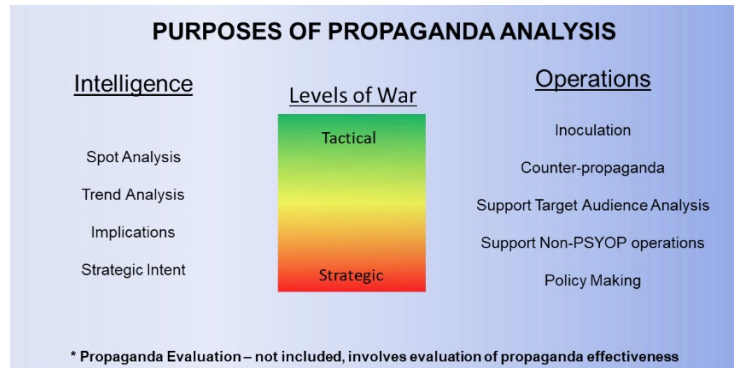 PURPOSES OF PROPAGANDA ANALYSIS
Intelligence
Spot Analysis
Trend Analysis
Implications
Strategic Intent
Levels of War
Tactical
Strategic
Operations
Inoculation
Counter-propaganda
Support Target Audience Analysis
Support Non-PSYOP operations
Policy Making
* Propaganda Evaluation – not included, involves evaluation of propaganda effectiveness